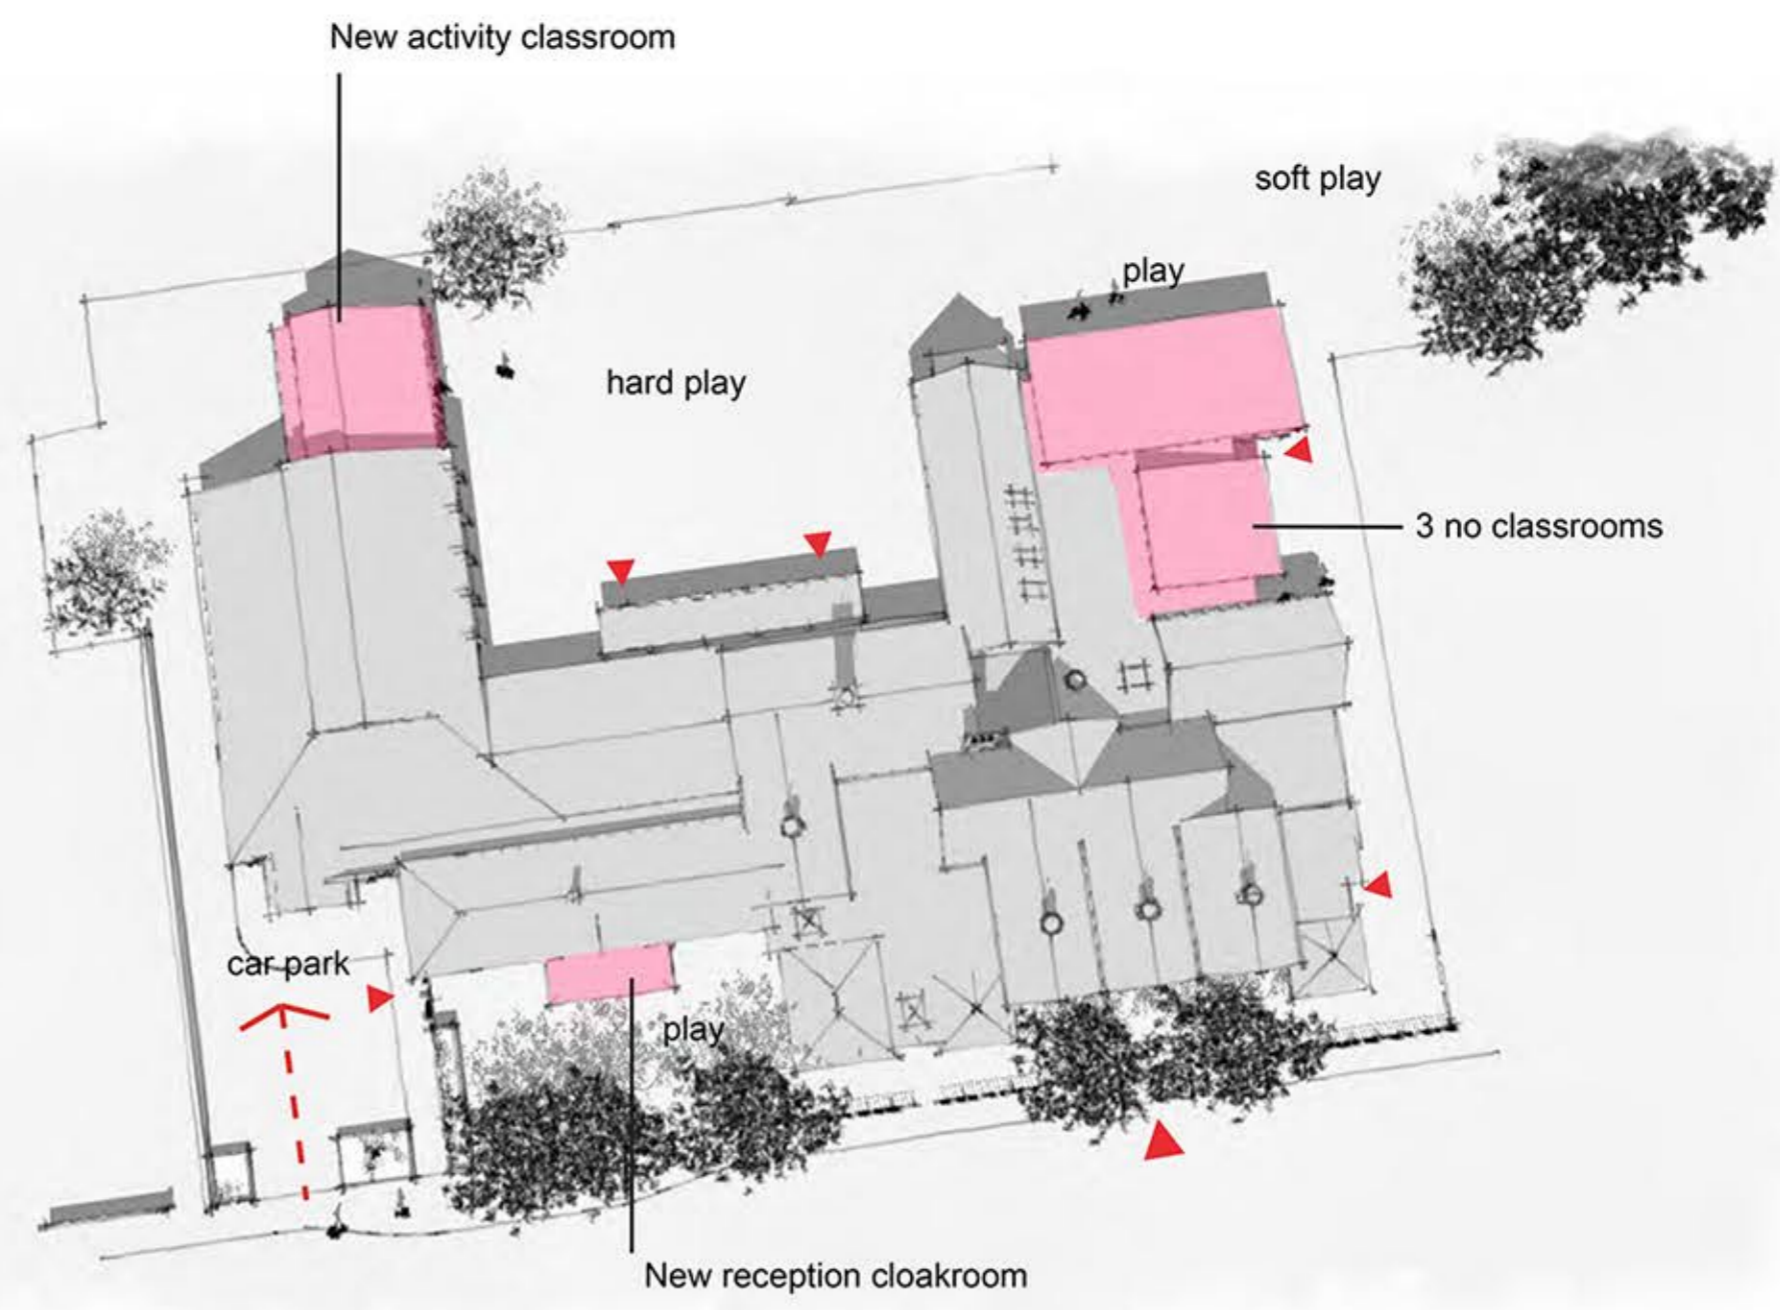 New activity classroom
soft play
play
hard play
3 no classrooms
car park
play
New reception cloakroom